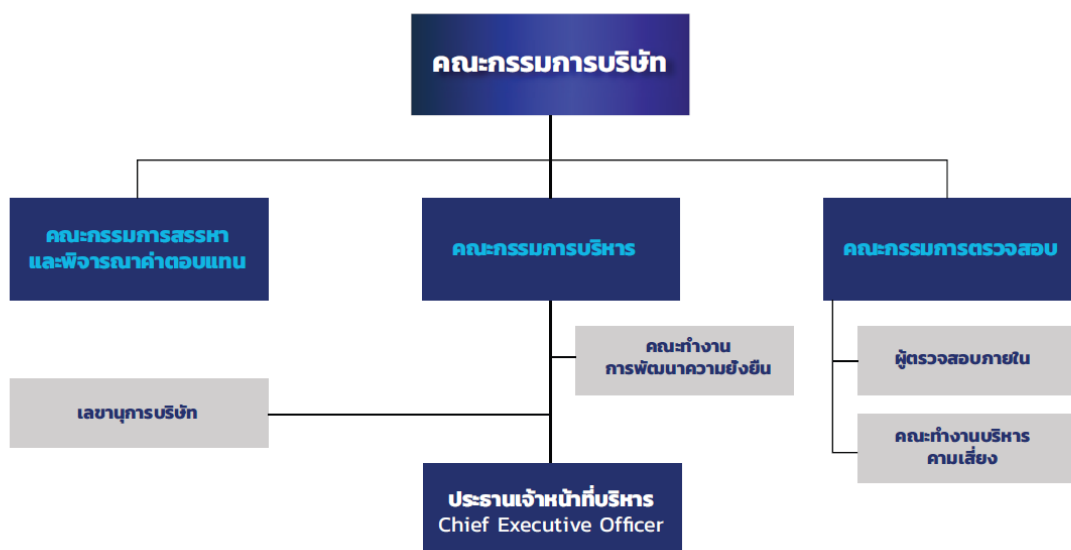 คณะกรรมการบริษัท
คณะกรรมการสรรหา
และพิจารณาค่าตอบแทน
คณะกรรมการบริหาร
คณะกรรมการตรวจสอบ
คณะทำงาน
การพัฒนาความยั่งยืน
ผู้ตรวจสอบภายใน
เลขานุการบริษัท
คณะทำงานบริหาร
คามเสี่ยง
ประธานเจ้าหน้าที่บริหาร
Chief Executive Officer